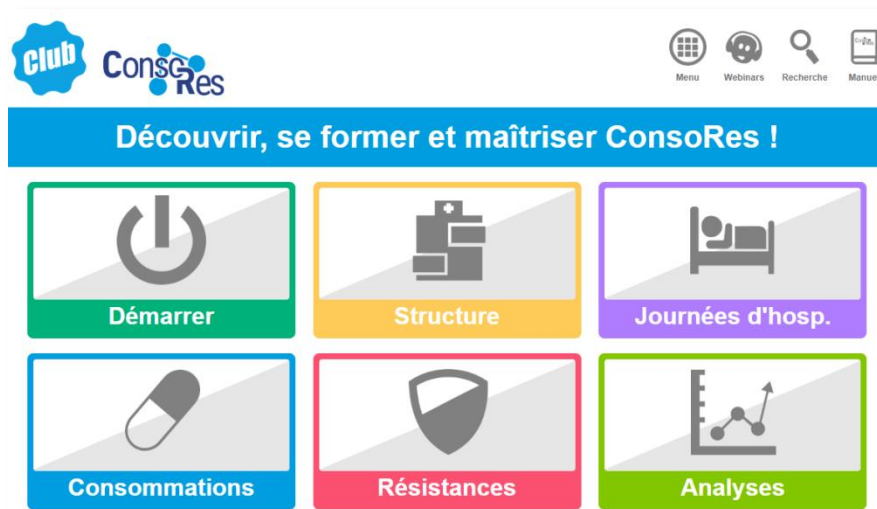 Club
ConsoRes
Menu
Webinars
Recherche
Manue
Découvrir, se former et maîtriser ConsoRes !
Démarrer
Structure
Journées d'hosp.
Consommations
Résistances
Analyses